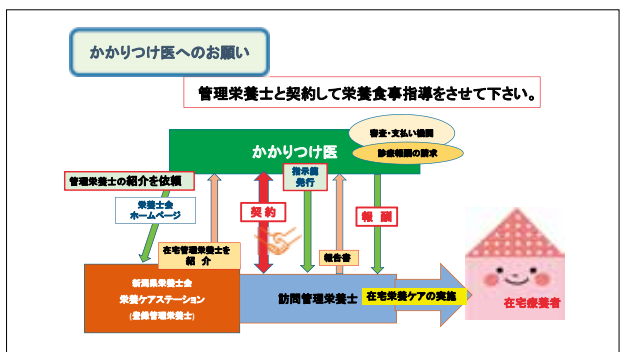 かかりつけ医へのお願い
管理栄養士と契約して栄養食事指導をさせて下さい。
審査・支払い機関
診療報酬の請求
かかりつけ医
管理栄養士の紹介を依頼
栄養士会
ホームページ
指示箋
発行
契 約
報 酬
在宅管理栄養士を
紹 介
報告書
新潟県栄養士会
栄養ケアステーション
(登録管理栄養士)
訪問管理栄養士
在宅栄養ケアの実施
在宅療養者